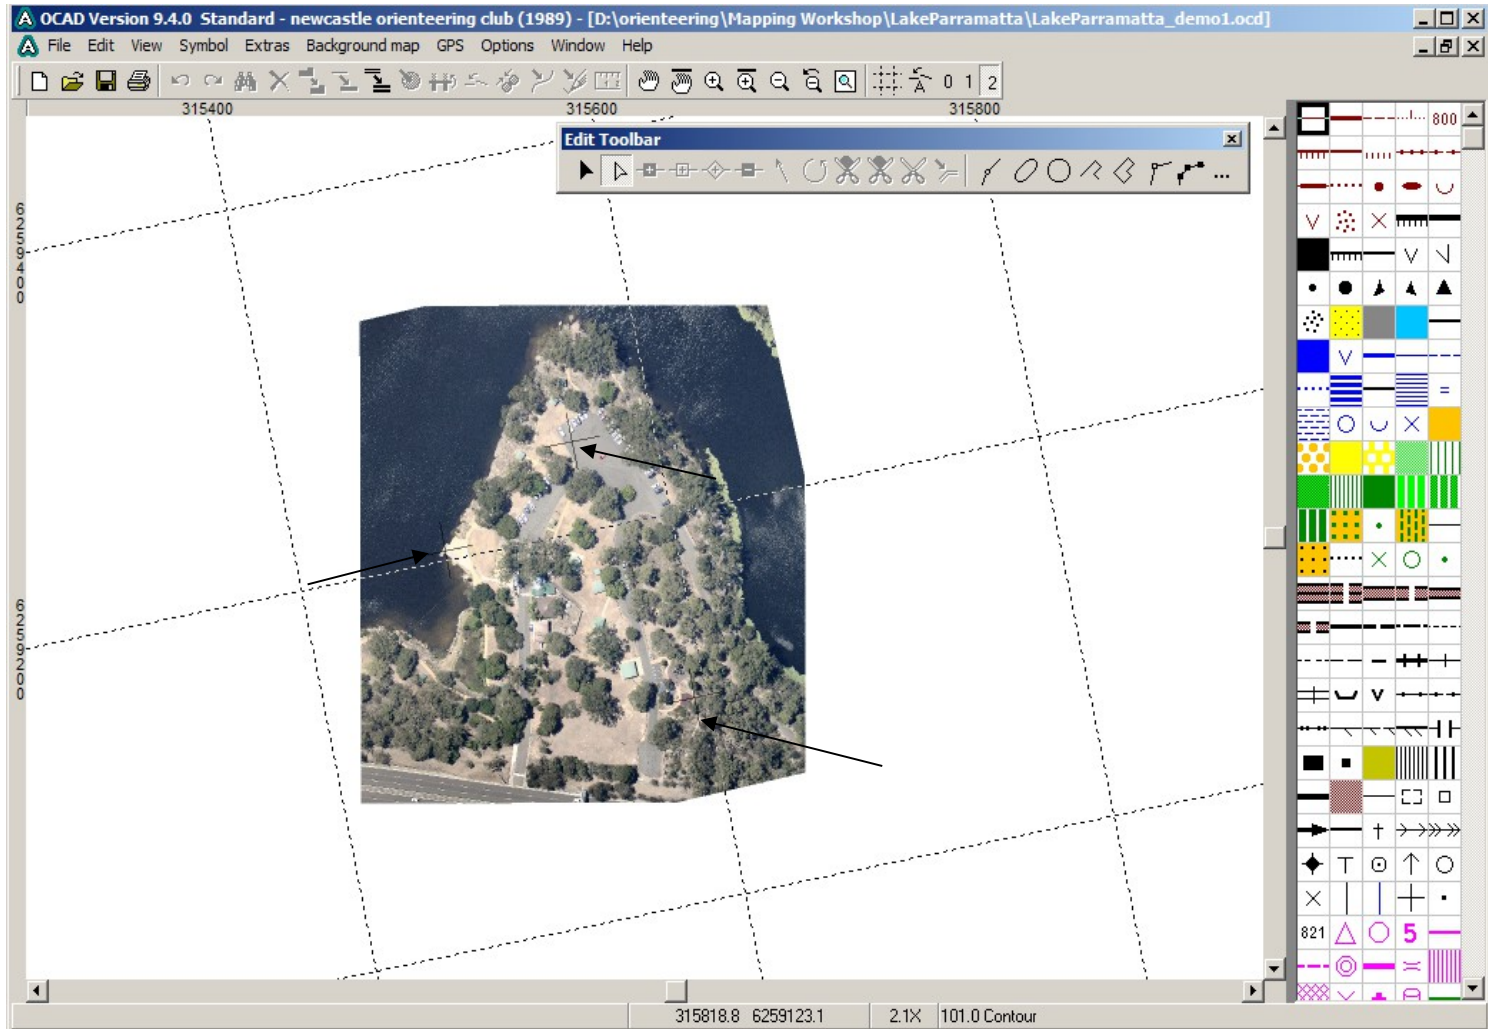 OCAD Version 9.4.0 Standard - newcastle orienteering club (1989) - [D:\orienteering\Mapping Workshop\LakeParramatta\LakeParramatta_demo1.ocd]
File Edit View Symbol Extras Background map GPS Options Window Help
0 1 2
315400 315600 315800
Edit Toolbar
...
800
6259400
6259200
821
5
315818.8 6259123.1 2.1X 101.0 Contour